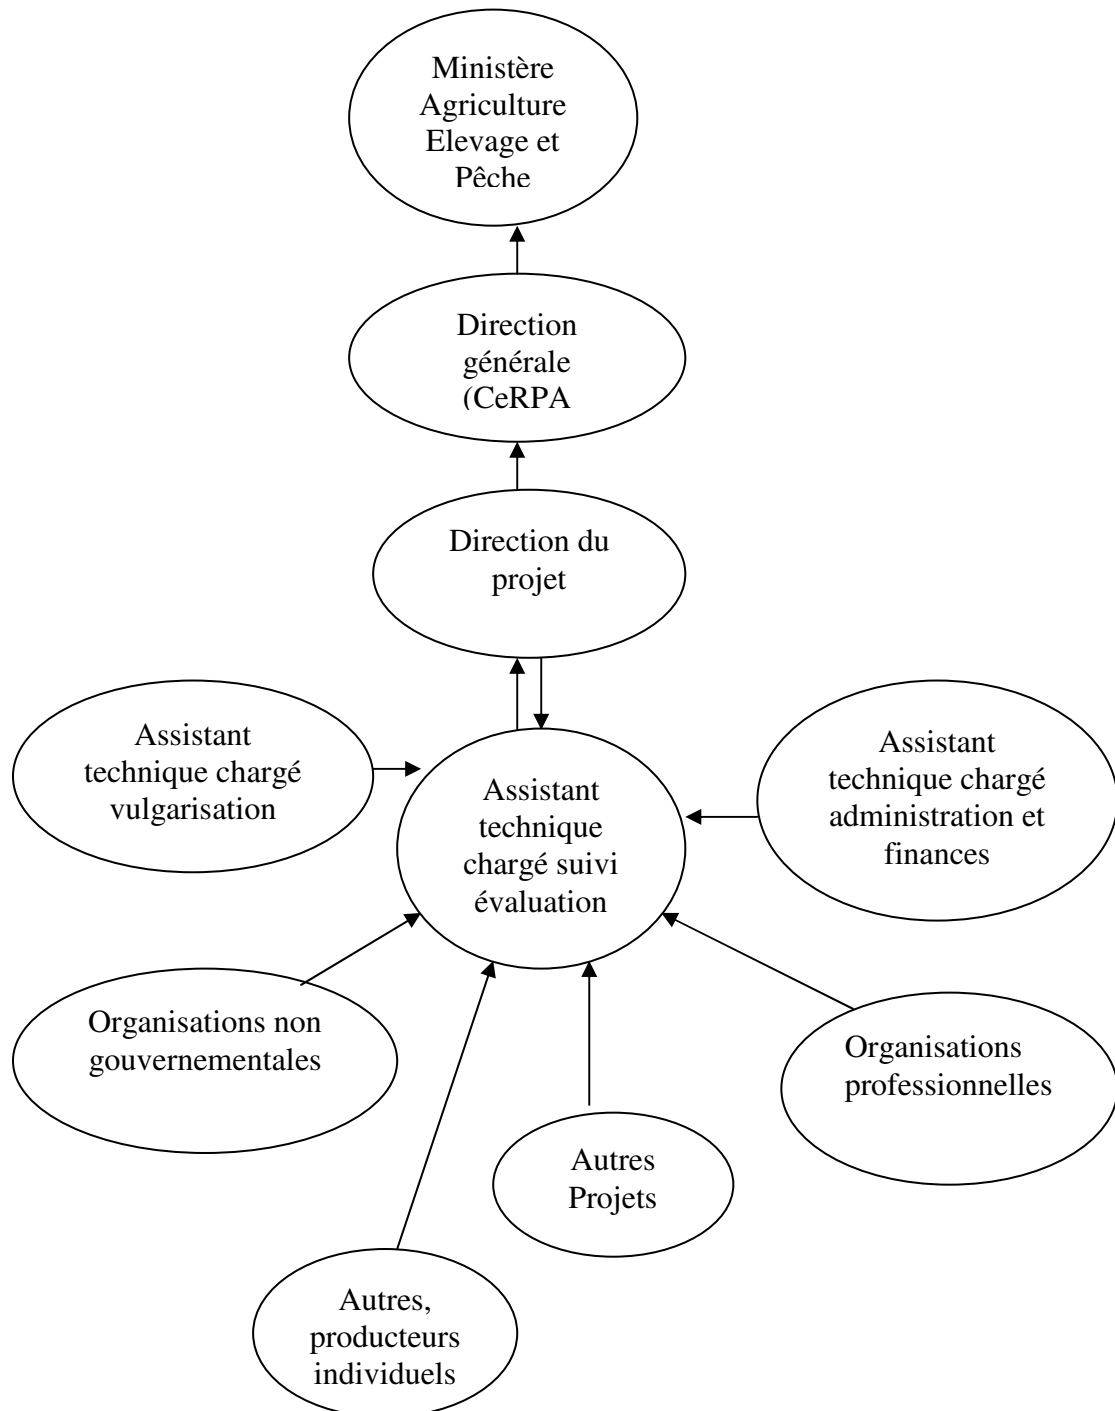 Ministère
Agriculture
Elevage et
Pêche
Direction
générale
(CeRPA
Direction du
projet
Assistant
technique chargé
vulgarisation
Assistant
technique
chargé suivi
évaluation
Assistant
technique chargé
administration et
finances
Organisations non
gouvernementales
Organisations
professionnelles
Autres
Projets
Autres,
producteurs
individuels